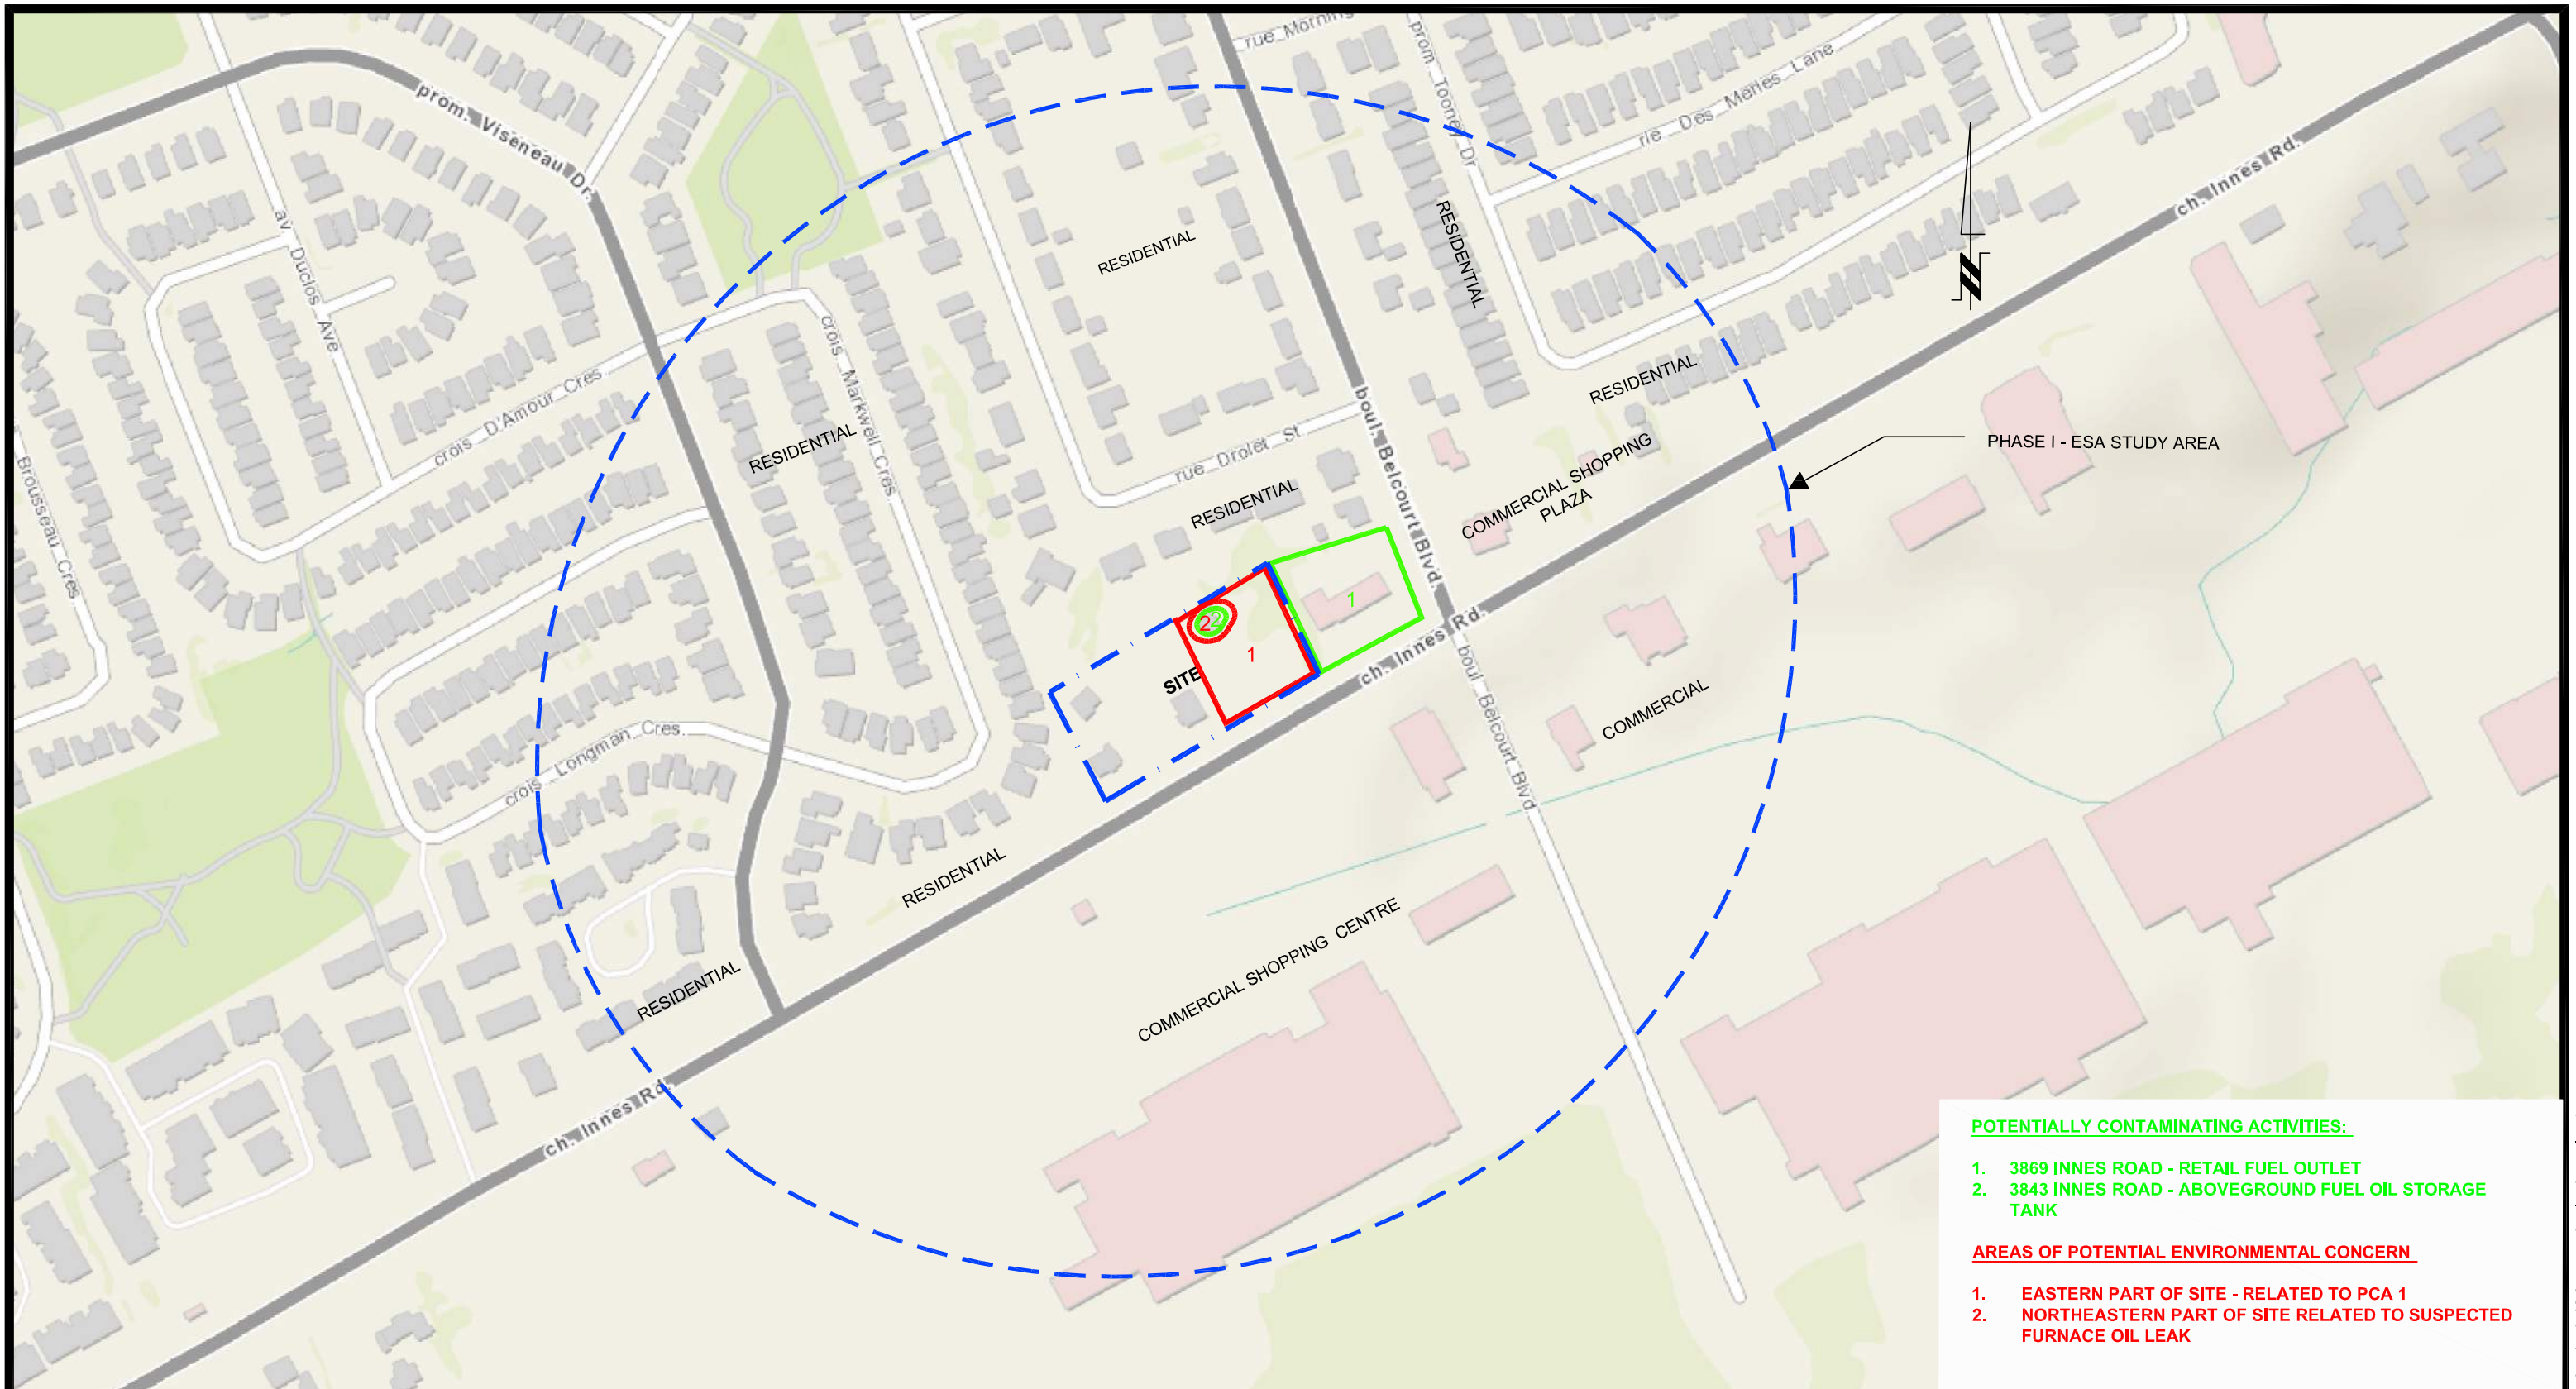 rue Morning
prom. Tooney Dr
rle Des Merles Lane
prom. Viseneau Dr.
ch. Innes Rd.
av Duclos Ave
RESIDENTIAL
RESIDENTIAL
crois Markwell Cres.
crois D'Amour Cres
RESIDENTIAL
RESIDENTIAL
boul. Belcourt Blvd.
rue Drolet St
COMMERCIAL SHOPPING
PLAZA
PHASE I - ESA STUDY AREA
Brousseau Cres.
RESIDENTIAL
1
2
2
1
SITE
ch. Innes Rd.
boul Belcourt Blvd
COMMERCIAL
crois Longman Cres.
RESIDENTIAL
COMMERCIAL SHOPPING CENTRE
RESIDENTIAL
ch. Innes Rd.
POTENTIALLY CONTAMINATING ACTIVITIES:
1. 3869 INNES ROAD - RETAIL FUEL OUTLET
2. 3843 INNES ROAD - ABOVEGROUND FUEL OIL STORAGE
TANK
AREAS OF POTENTIAL ENVIRONMENTAL CONCERN
1. EASTERN PART OF SITE - RELATED TO PCA 1
2. NORTHEASTERN PART OF SITE RELATED TO SUSPECTED
FURNACE OIL LEAK